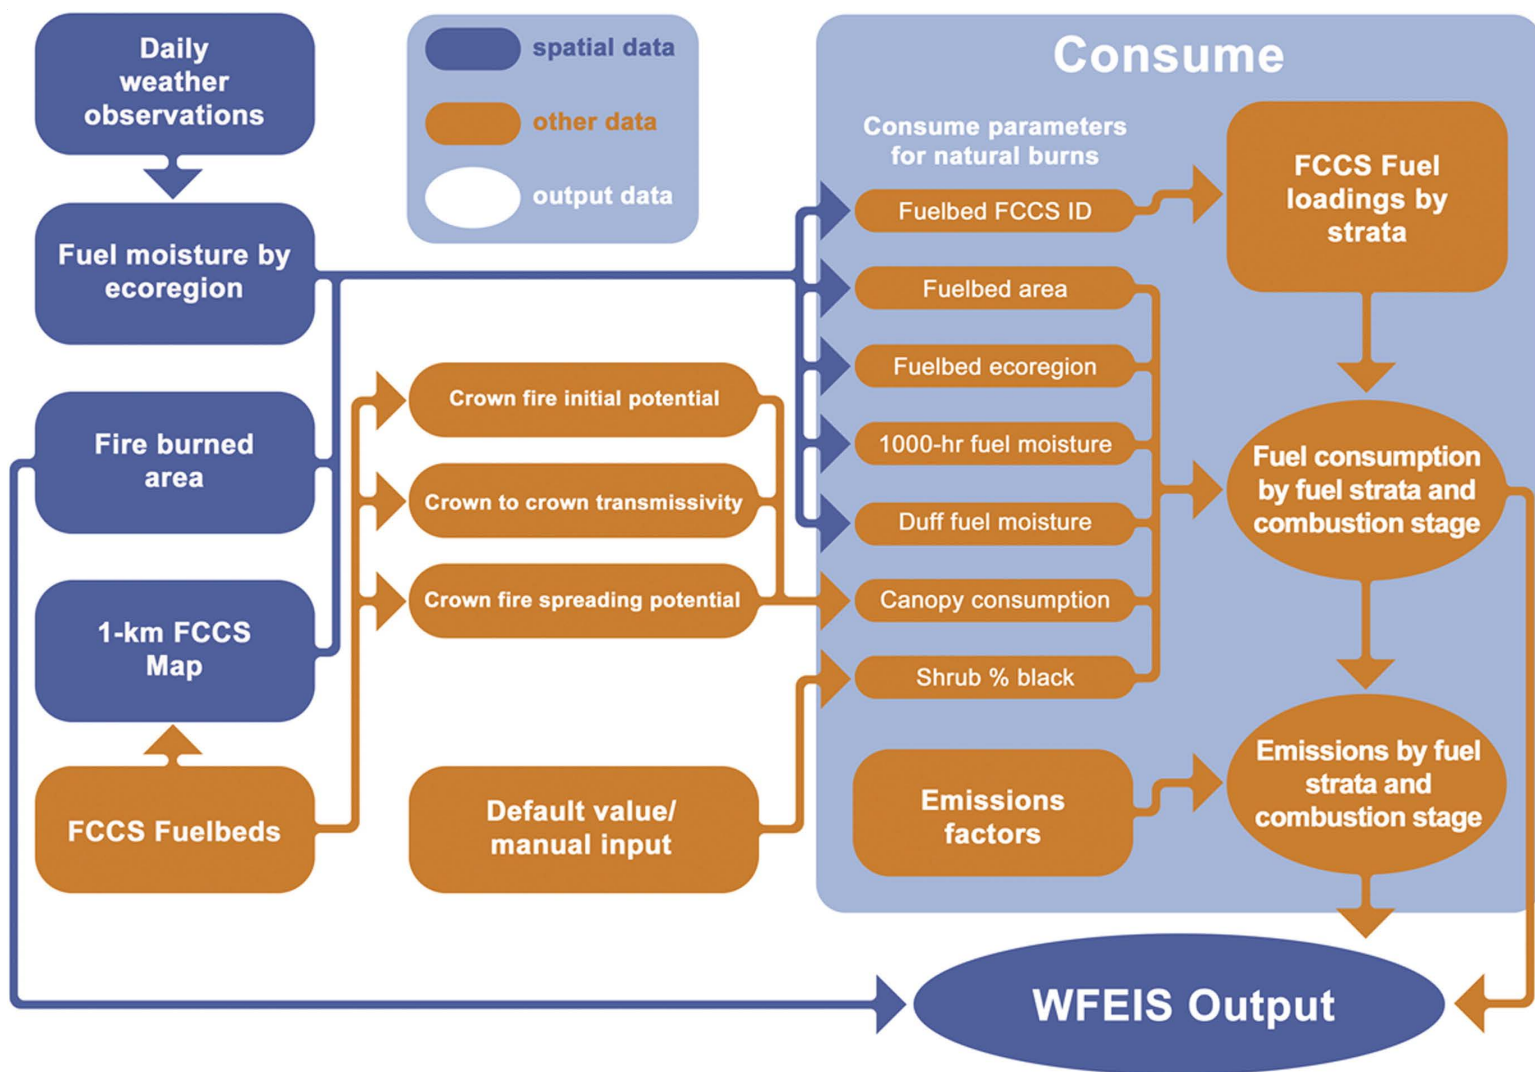 Daily
weather
observations
Fuel moisture by
ecoregion
Fire burned
area
1-km FCCS
Map
FCCS Fuelbeds
spatial data
other data
output data
Crown fire initial potential
Crown to crown transmissivity
Crown fire spreading potential
Default value/
manual input
Consume
Consume parameters
for natural burns
Fuelbed FCCS ID
Fuelbed area
Fuelbed ecoregion
1000-hr fuel moisture
Duff fuel moisture
Canopy consumption
Shrub % black
Emissions
factors
FCCS Fuel
loadings by
strata
Fuel consumption
by fuel strata and
combustion stage
Emissions by fuel
strata and
combustion stage
WFEIS Output